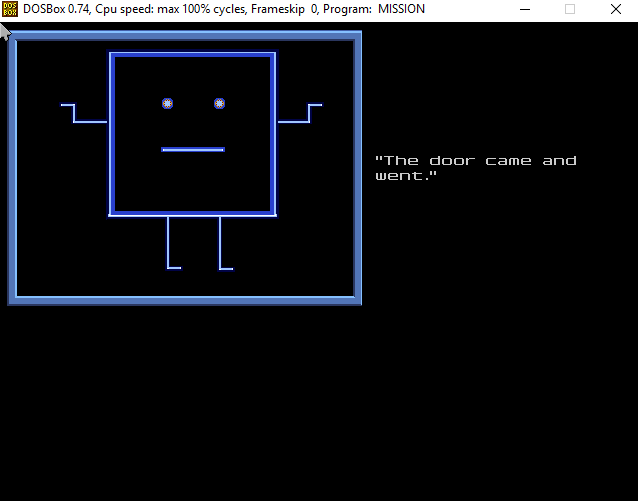 DOS
BOX
DOSBox 0.74, Cpu speed: max 100% cycles, Frameskip  0, Program:  MISSION
"The door came and
went."